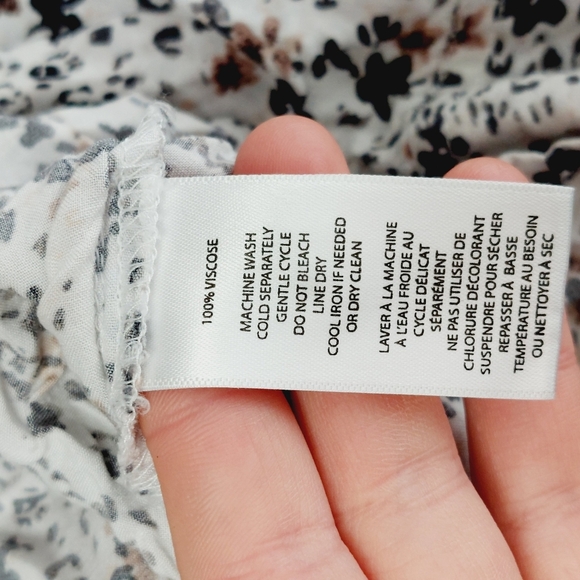 100% VISCOSE
MACHINE WASH
COLD SEPARATELY
GENTLE CYCLE
DO NOT BLEACH
LINE DRY
COOL IRON IF NEEDED
OR DRY CLEAN
LAVER À LA MACHINE
À L'EAU FROIDE AU
CYCLE DÉLICAT
SÉPARÉMENT
NE PAS UTILISER DE
CHLORURE DÉCOLORANT
SUSPENDRE POUR SÉCHER
REPASSER À BASSE
TEMPÉRATURE AU BESOIN
OU NETTOYER À SEC